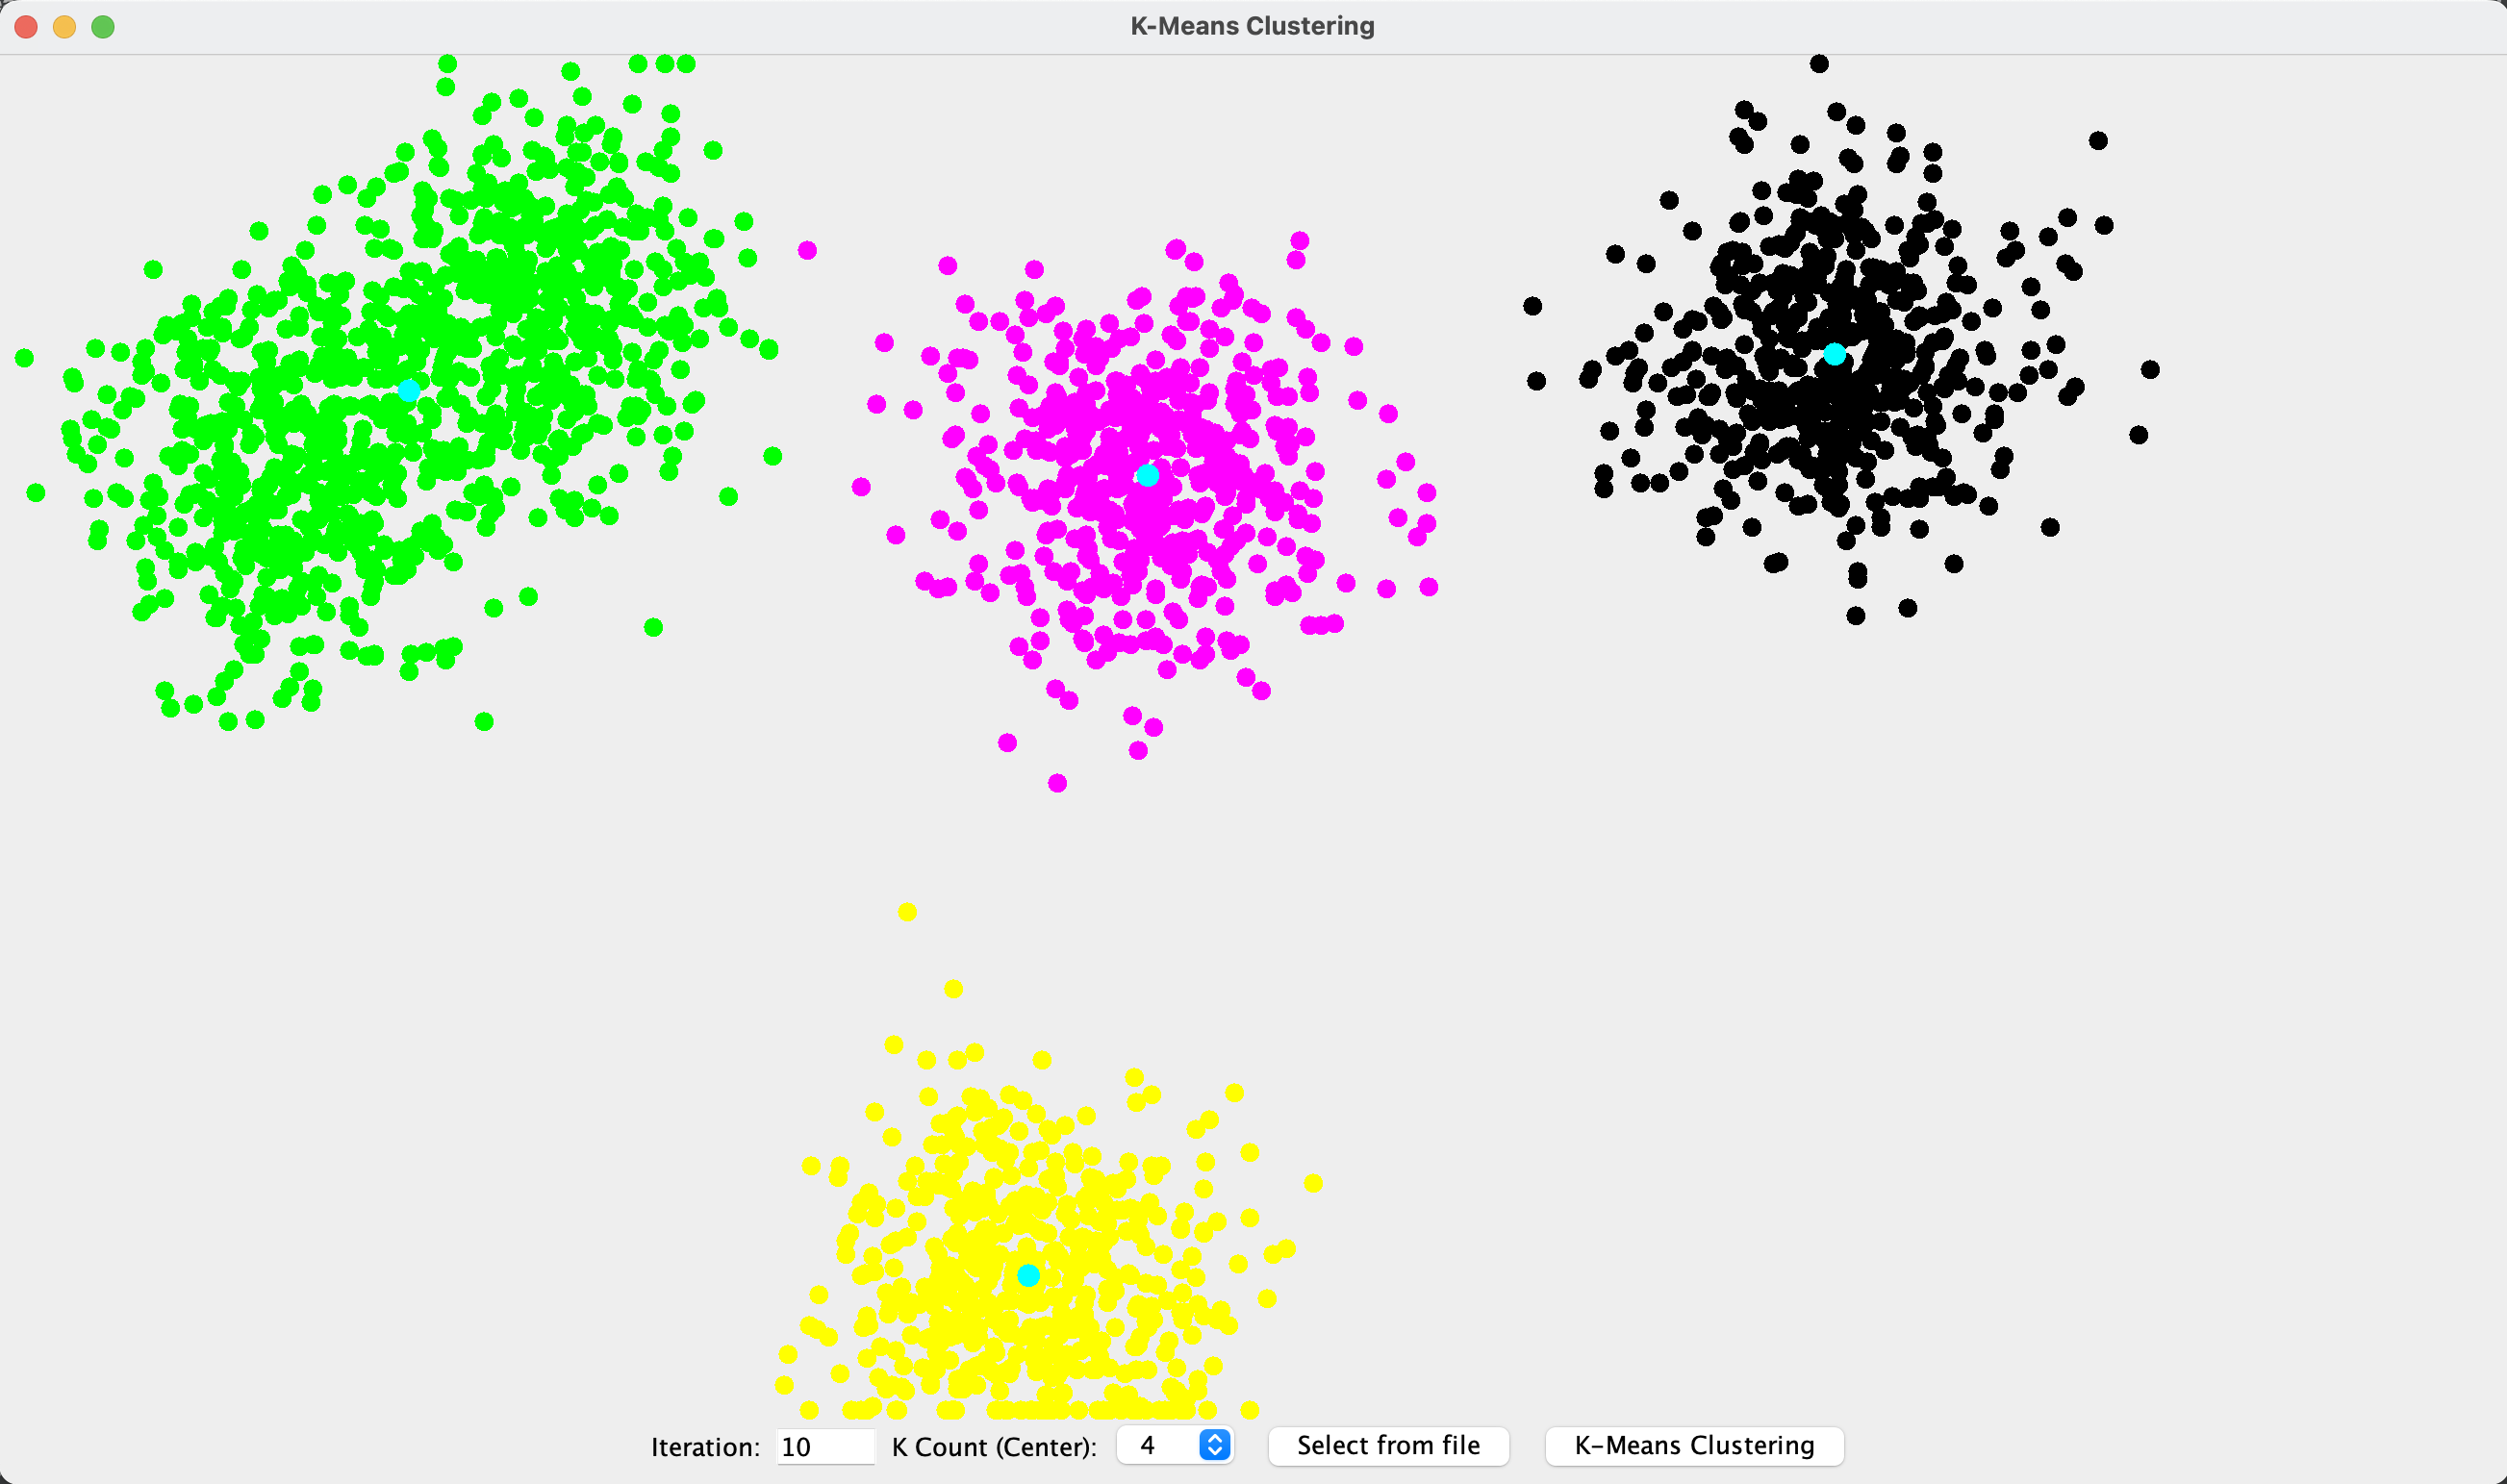 K-Means Clustering
Iteration: 10 K Count (Center): 4 Select from file K-Means Clustering